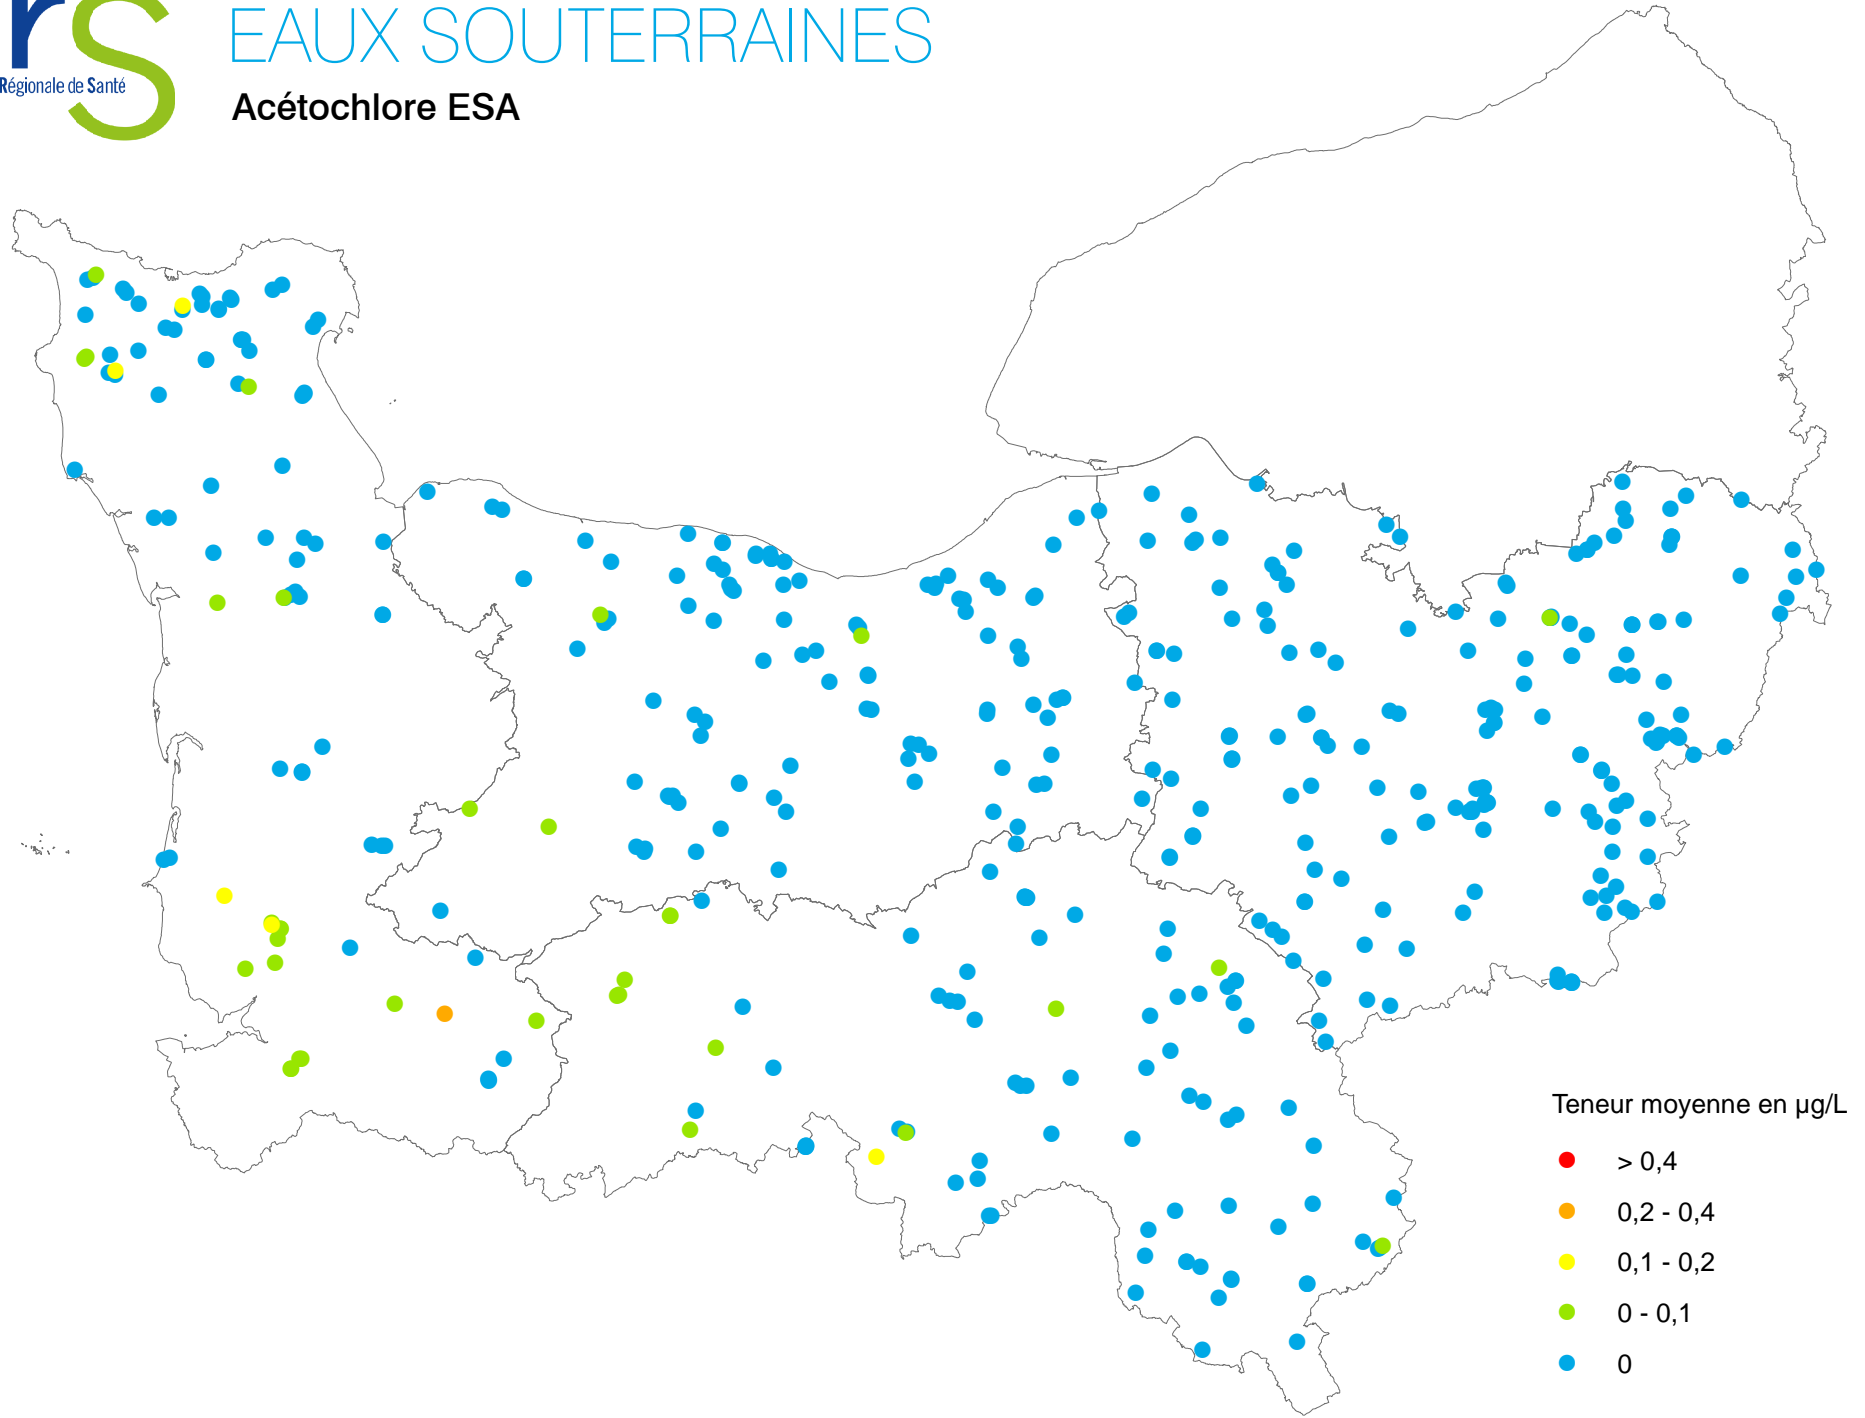 rs
EAUX SOUTERRAINES
Régionale de Santé
Acétochlore ESA
Teneur moyenne en µg/L
> 0,4
0,2 - 0,4
0,1 - 0,2
0 - 0,1
0